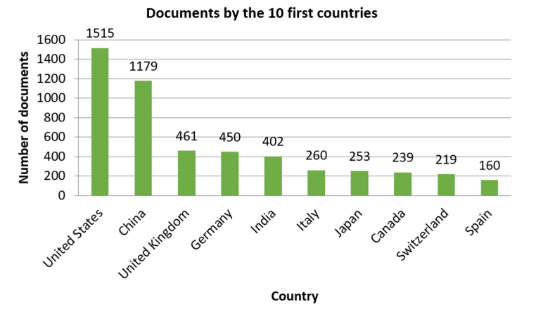 Documents by the 10 first countries
Number of documents
1600
1400
1200
1000
800
600
400
200
0
1515
1179
461
450
402
260
253
239
219
160
United States
China
United Kingdom
Germany
India
Italy
Japan
Canada
Switzerland
Spain
Country